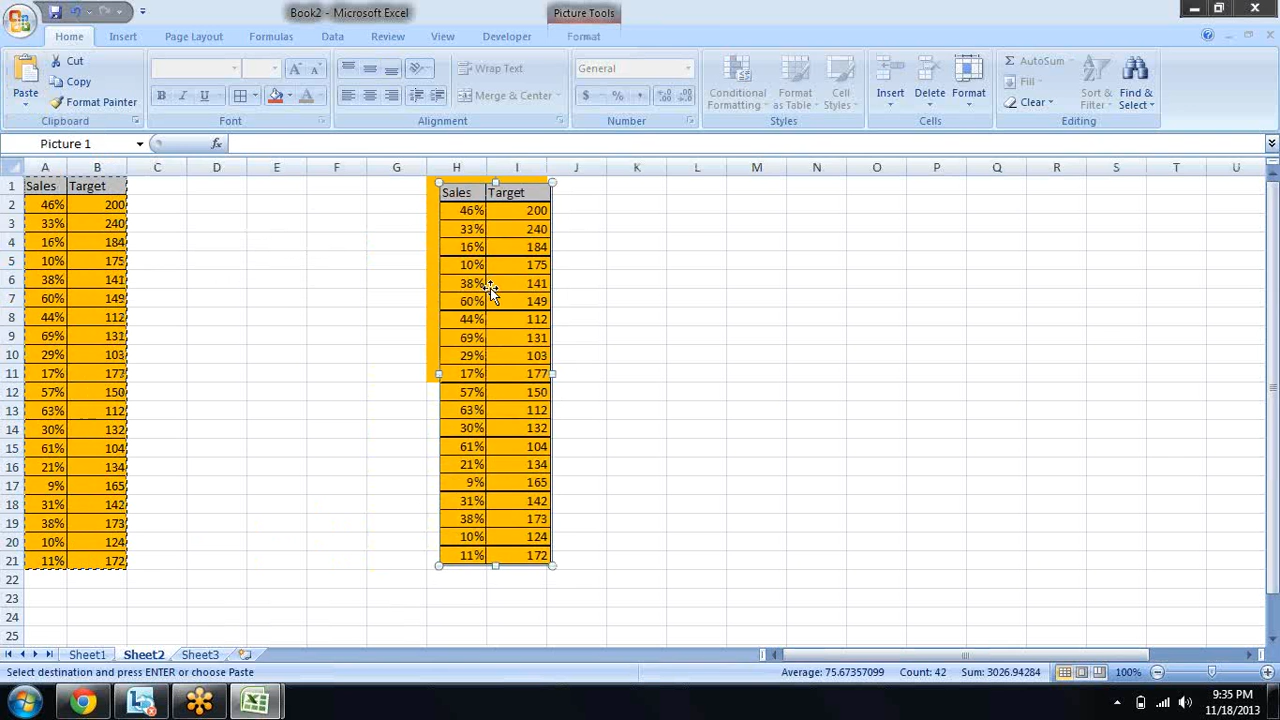 Book2 - Microsoft Excel
Picture Tools
Home Insert Page Layout Formulas Data Review View Developer Format
Paste
Cut
Copy
Format Painter
Clipboard
B I U
A A
Font
Wrap Text
Merge & Center
Alignment
General
$ % ,
Number
Conditional Formatting
Format as Table
Cell Styles
Styles
Insert
Delete
Format
Cells
AutoSum
Fill
Clear
Sort & Filter
Find & Select
Editing
Picture 1
fx
A B C D E F G H I J K L M N O P Q R S T U
1 Sales Target Sales Target
2 46% 200 46% 200
3 33% 240 33% 240
4 16% 184 16% 184
5 10% 175 10% 175
6 38% 141 38% 141
7 60% 149 60% 149
8 44% 112 44% 112
9 69% 131 69% 131
10 29% 103 29% 103
11 17% 177 17% 177
12 57% 150 57% 150
13 63% 112 63% 112
14 30% 132 30% 132
15 61% 104 61% 104
16 21% 134 21% 134
17 9% 165 9% 165
18 31% 142 31% 142
19 38% 173 38% 173
20 10% 124 10% 124
21 11% 172 11% 172
22
23
24
25
Sheet1 Sheet2 Sheet3
Select destination and press ENTER or choose Paste
Average: 75.67357099 Count: 42 Sum: 3026.94284 100%
9:35 PM
11/18/2013